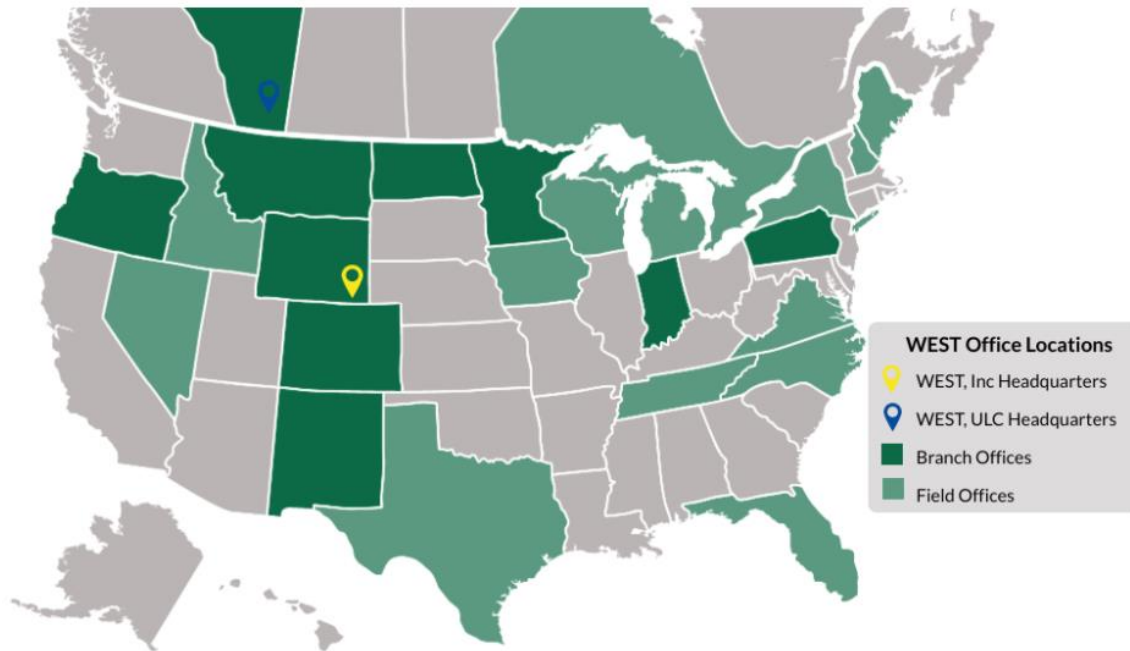 WEST Office Locations
WEST, Inc Headquarters
WEST, ULC Headquarters
Branch Offices
Field Offices